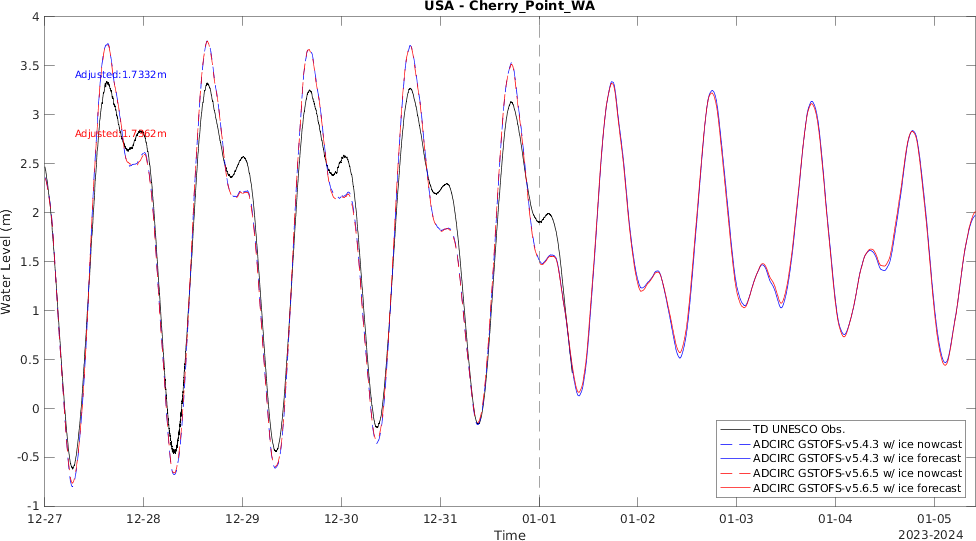 USA - Cherry_Point_WA
4
3.5
3
2.5
2
1.5
1
0.5
0
-0.5
-1
Water Level (m)
Adjusted:1.7332m
Adjusted:1.7362m
TD UNESCO Obs.
ADCIRC GSTOFS-v5.4.3 w/ ice nowcast
ADCIRC GSTOFS-v5.4.3 w/ ice forecast
ADCIRC GSTOFS-v5.6.5 w/ ice nowcast
ADCIRC GSTOFS-v5.6.5 w/ ice forecast
12-27 12-28 12-29 12-30 12-31 01-01 01-02 01-03 01-04 01-05
Time
2023-2024